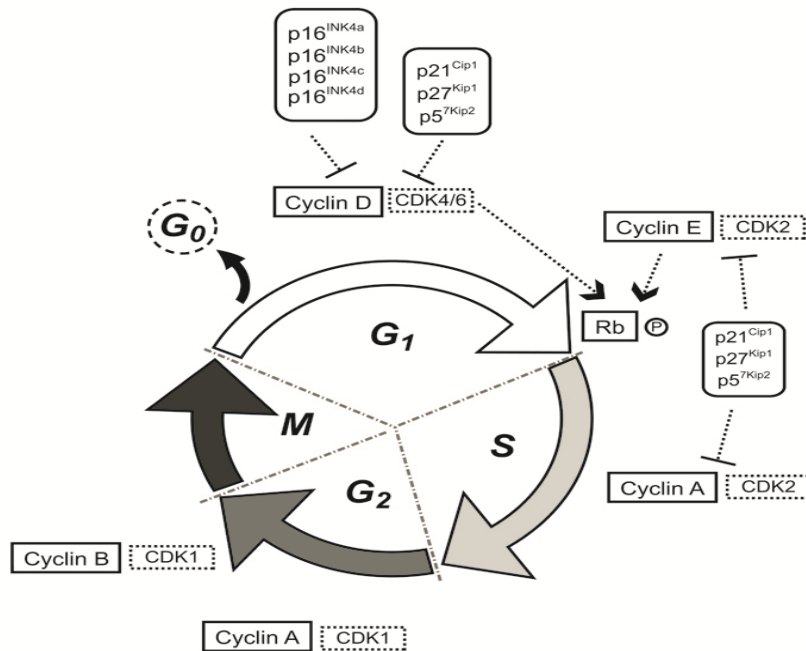 p16INK4a
p16INK4b
p16INK4c
p16INK4d
p21Cip1
p27Kip1
p57Kip2
Cyclin D CDK4/6
Cyclin E CDK2
G0
Rb P
G1
p21Cip1
p27Kip1
p57Kip2
M
S
G2
Cyclin A CDK2
Cyclin B CDK1
Cyclin A CDK1